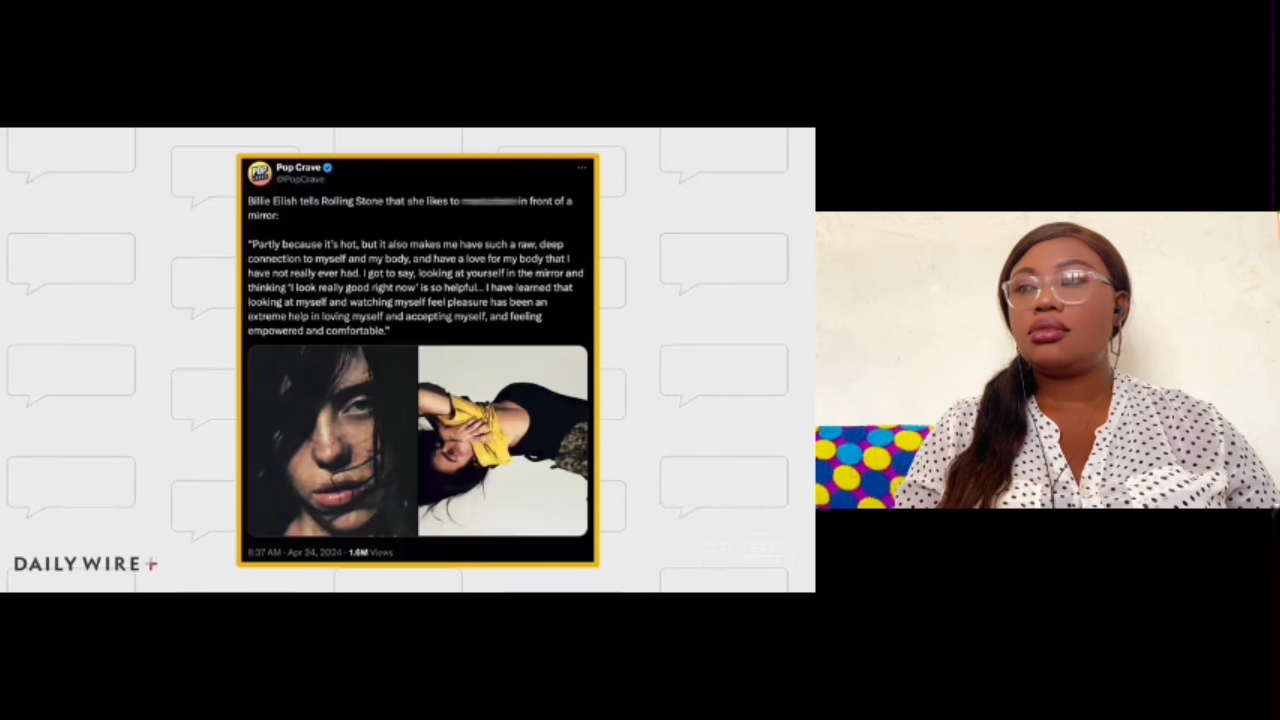 Pop Crave
@PopCrave
Billie Eilish tells Rolling Stone that she likes to in front of a
mirror:
"Partly because it's hot, but it also makes me have such a raw, deep
connection to myself and my body, and have a love for my body that I
have not really ever had. I got to say, looking at yourself in the mirror and
thinking 'I look really good right now' is so helpful... I have learned that
looking at myself and watching myself feel pleasure has been an
extreme help in loving myself and accepting myself, and feeling
empowered and comfortable."
8:37 AM · Apr 24, 2024 · 1.6M Views
DAILY WIRE +